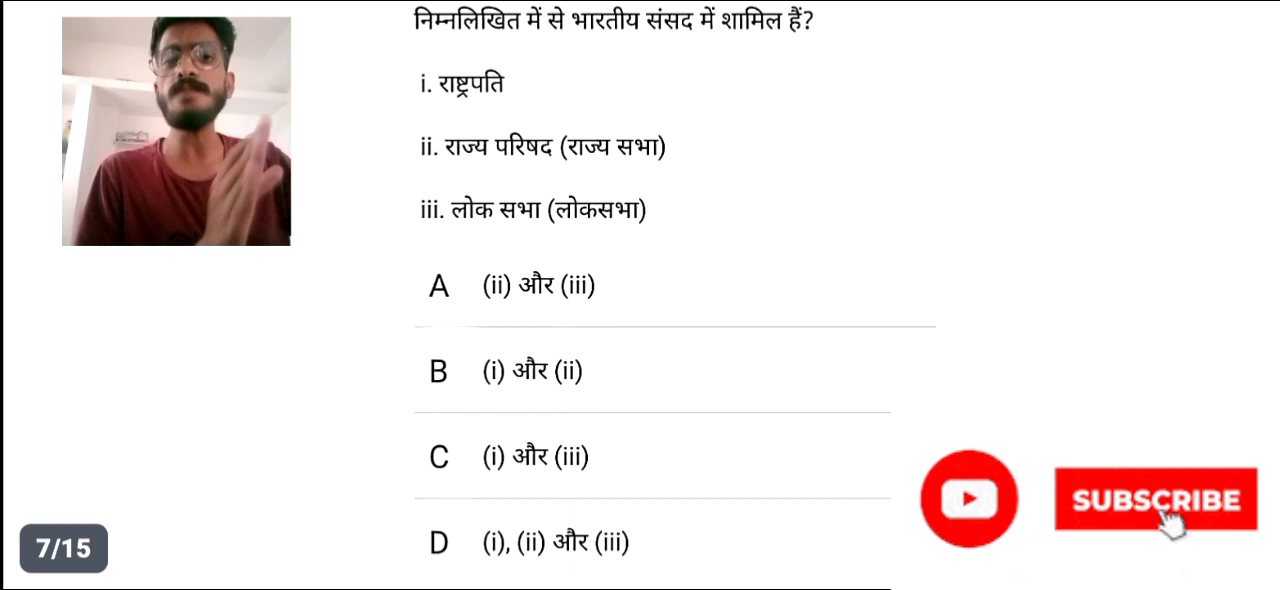 निम्नलिखित में से भारतीय संसद में शामिल हैं?
i. राष्ट्रपति
ii. राज्य परिषद (राज्य सभा)
iii. लोक सभा (लोकसभा)
A (ii) और (iii)
B (i) और (ii)
C (i) और (iii)
D (i), (ii) और (iii)
SUBSCRIBE
7/15